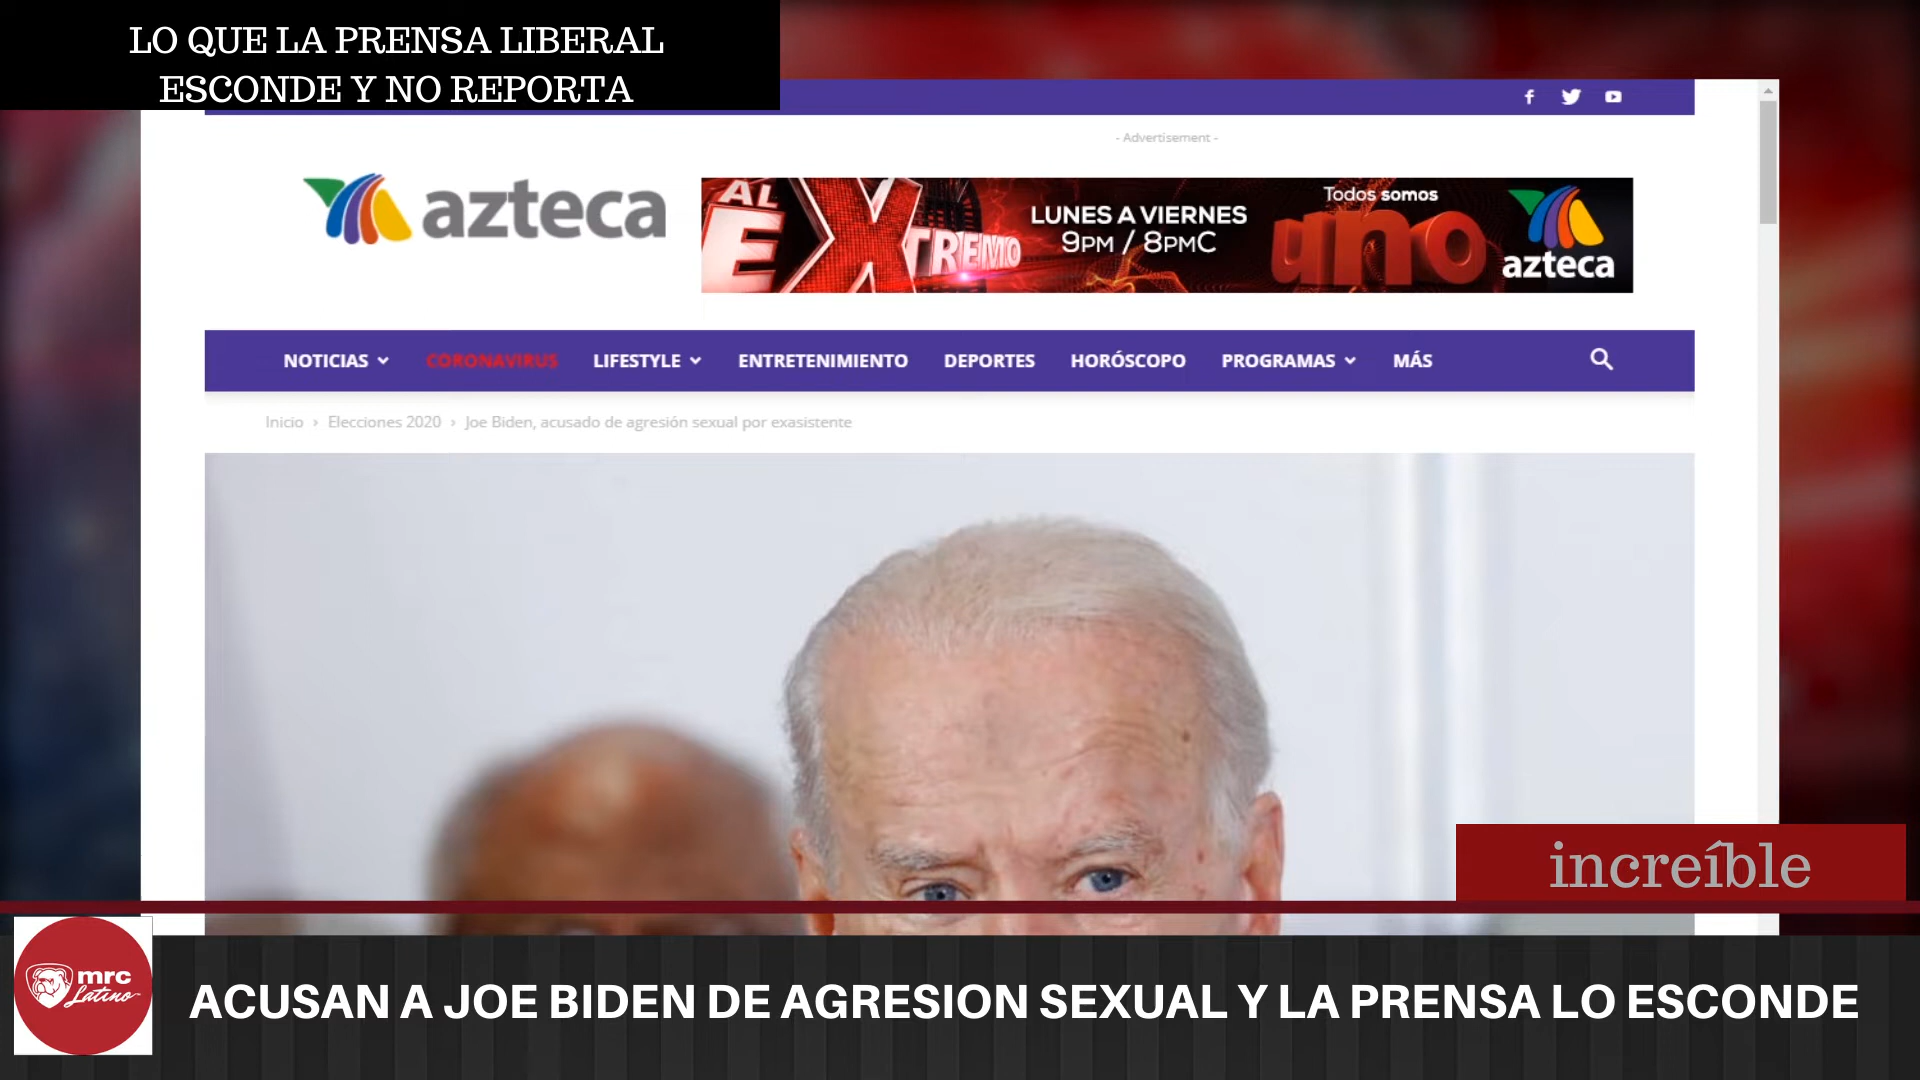 LO QUE LA PRENSA LIBERAL
ESCONDE Y NO REPORTA
- Advertisement -
azteca
AL EXTREMO
LUNES A VIERNES
9PM / 8PMC
Todos somos
uno
azteca
NOTICIAS CORONAVIRUS LIFESTYLE ENTRETENIMIENTO DEPORTES HORÓSCOPO PROGRAMAS MÁS
Inicio › Elecciones 2020 › Joe Biden, acusado de agresión sexual por exasistente
increíble
mrc
Latino
ACUSAN A JOE BIDEN DE AGRESION SEXUAL Y LA PRENSA LO ESCONDE